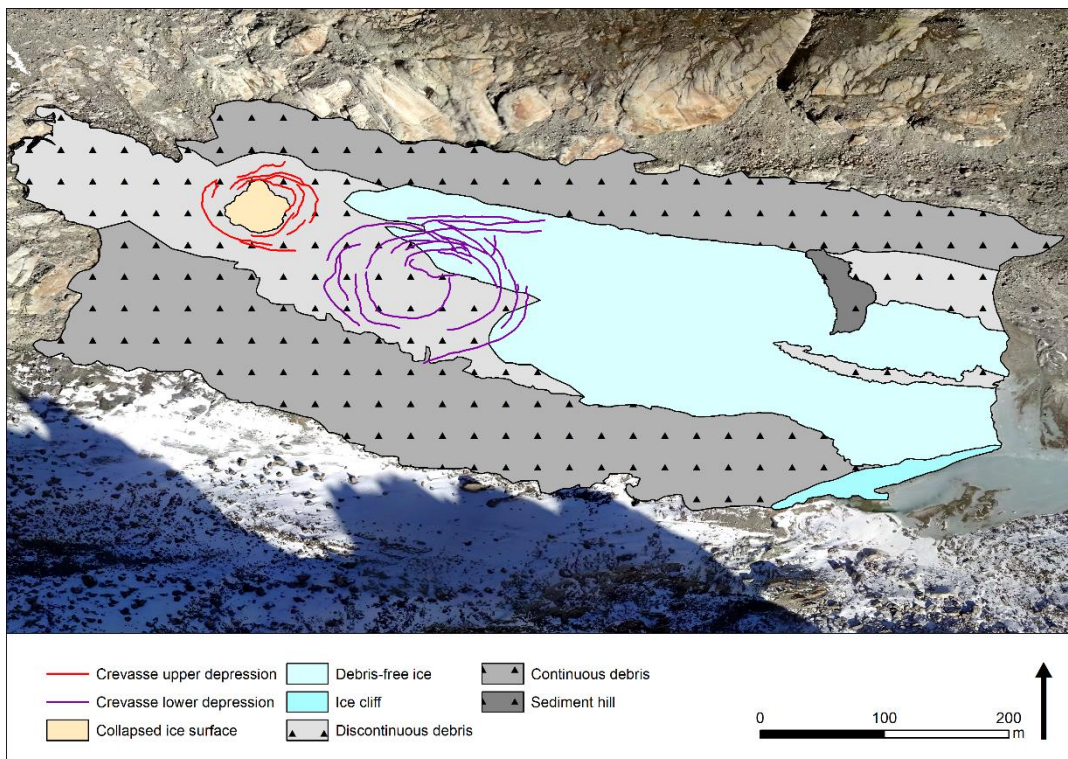 Crevasse upper depression
Crevasse lower depression
Collapsed ice surface
Debris-free ice
Ice cliff
Discontinuous debris
Continuous debris
Sediment hill
0 100 200
m